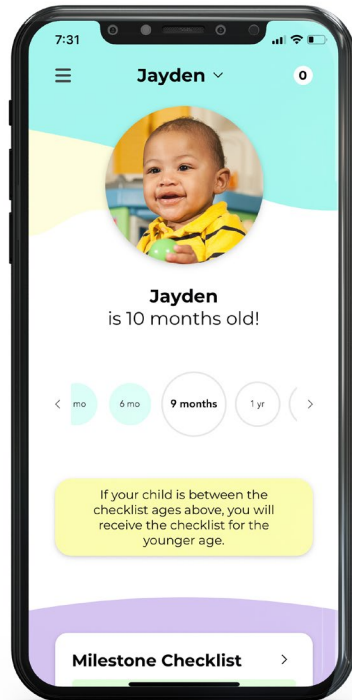 7:31
Jayden
0
Jayden
is 10 months old!
mo
6 mo
9 months
1 yr
If your child is between the
checklist ages above, you will
receive the checklist for the
younger age.
Milestone Checklist